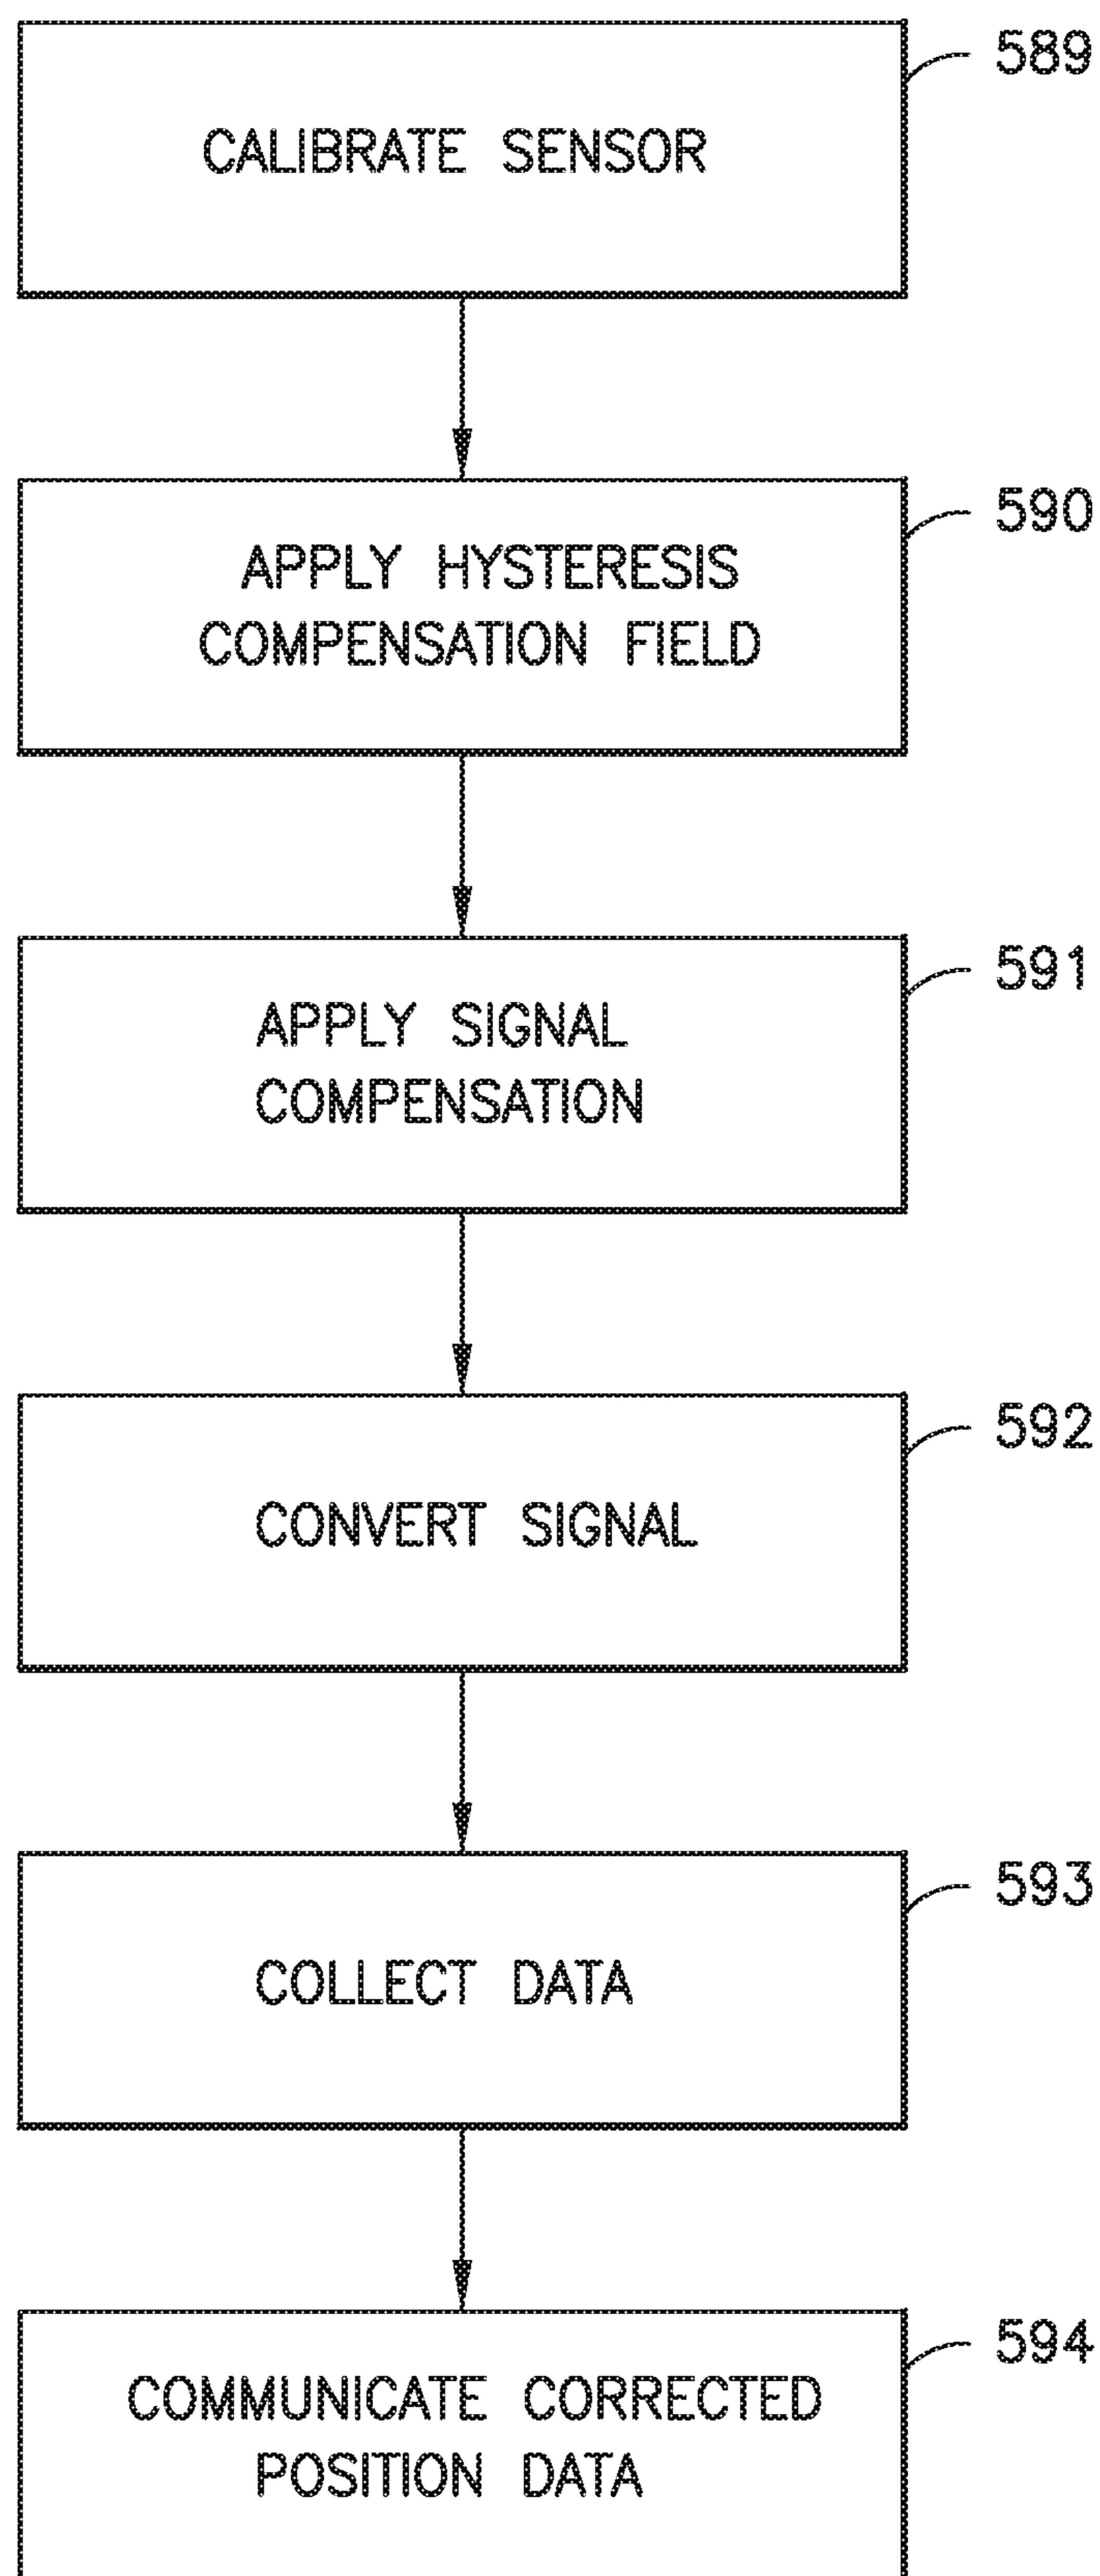 CALIBRATE SENSOR
589
APPLY HYSTERESIS
COMPENSATION FIELD
590
APPLY SIGNAL
COMPENSATION
591
CONVERT SIGNAL
592
COLLECT DATA
593
COMMUNICATE CORRECTED
POSITION DATA
594